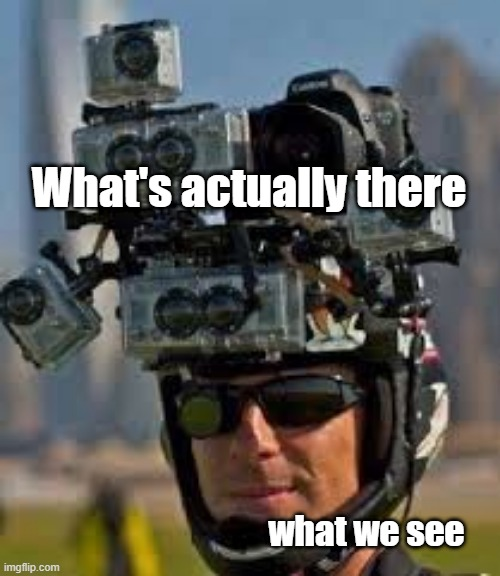 Canon
What's actually there
what we see
imgflip.com